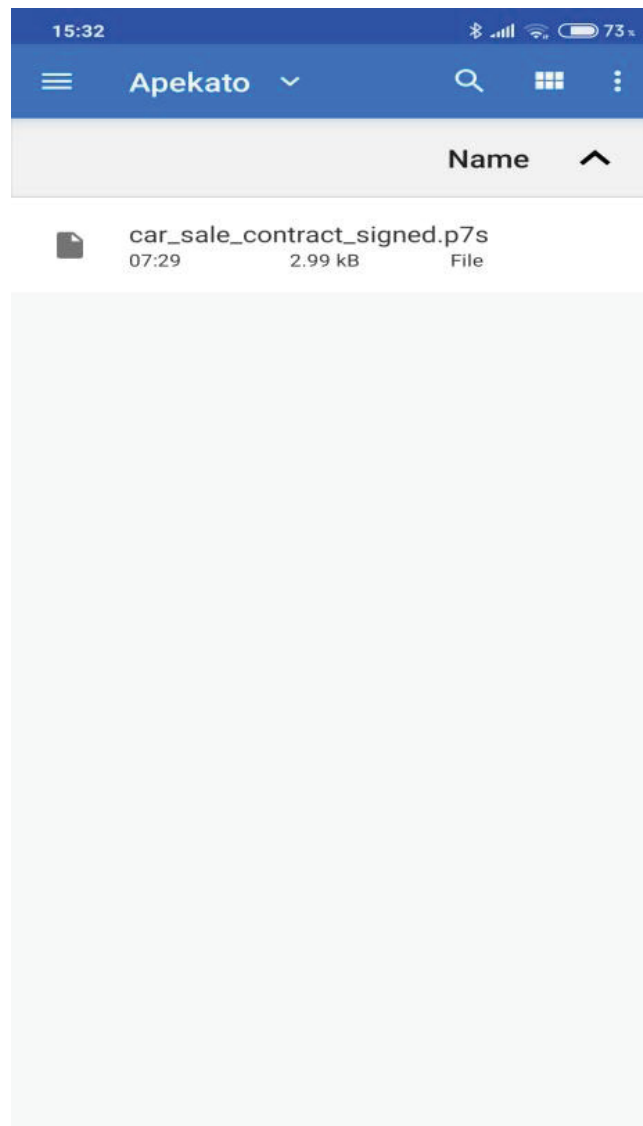 15:32 73%
Apekato
Name
car_sale_contract_signed.p7s
07:29 2.99 kB File